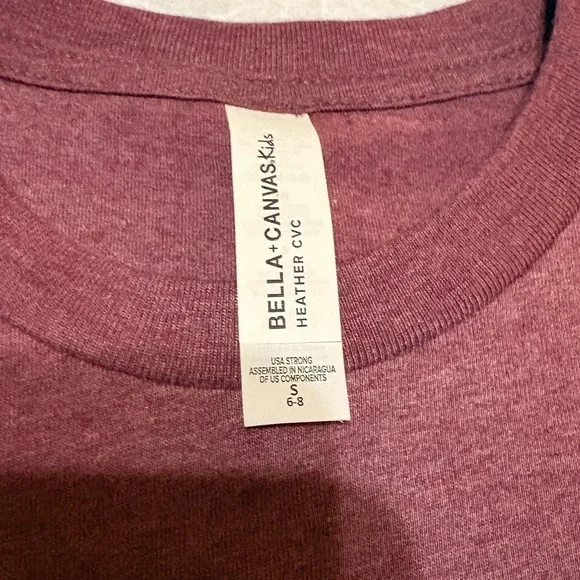 BELLA+CANVAS.Kids
HEATHER CVC
USA STRONG
ASSEMBLED IN NICARAGUA
OF US COMPONENTS
S
6-8